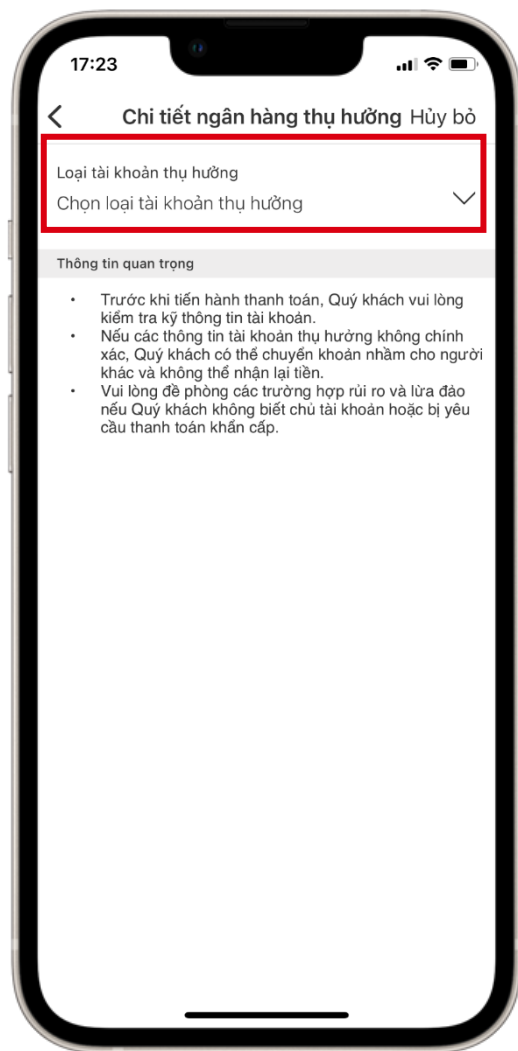 17:23
Chi tiết ngân hàng thụ hưởng Hủy bỏ
Loại tài khoản thụ hưởng
Chọn loại tài khoản thụ hưởng
Thông tin quan trọng
• Trước khi tiến hành thanh toán, Quý khách vui lòng
kiểm tra kỹ thông tin tài khoản.
• Nếu các thông tin tài khoản thụ hưởng không chính
xác, Quý khách có thể chuyển khoản nhầm cho người
khác và không thể nhận lại tiền.
• Vui lòng đề phòng các trường hợp rủi ro và lừa đảo
nếu Quý khách không biết chủ tài khoản hoặc bị yêu
cầu thanh toán khẩn cấp.